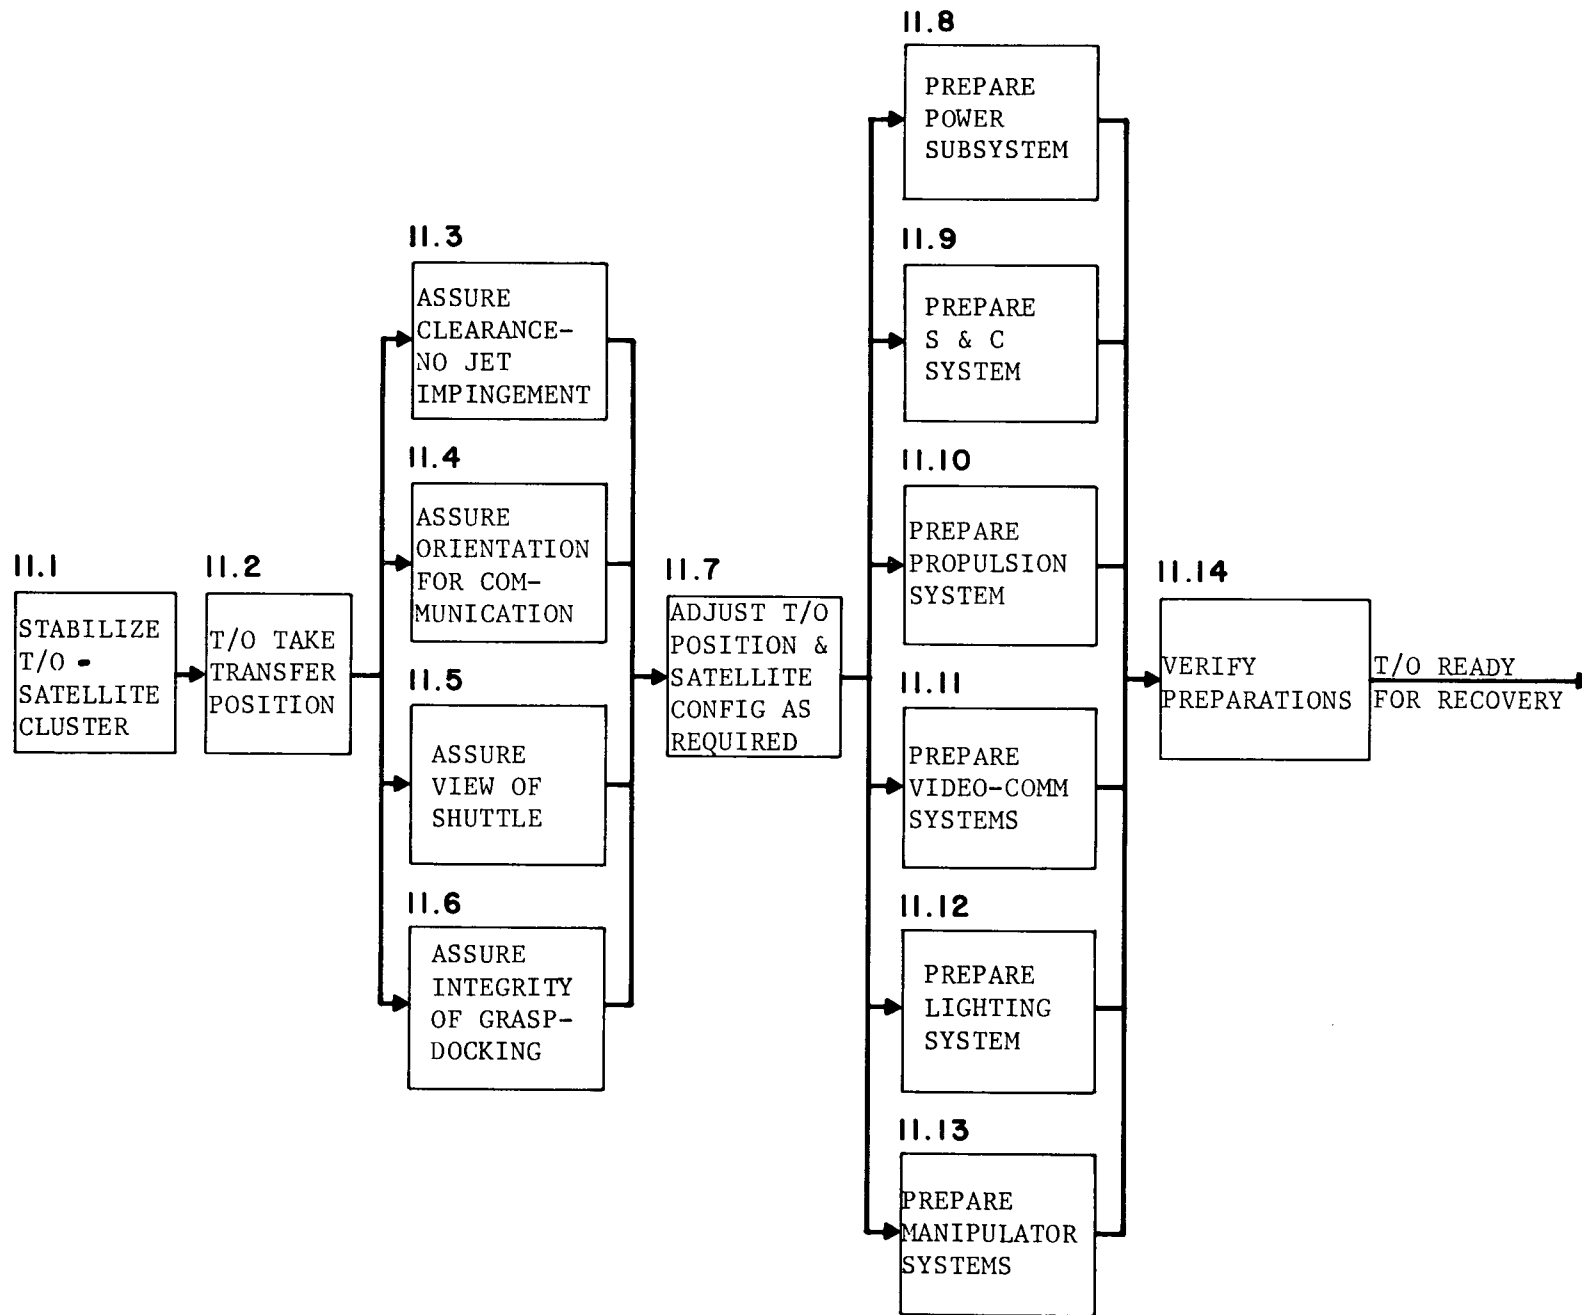 11.1
STABILIZE
T/O -
SATELLITE
CLUSTER
11.2
T/O TAKE
TRANSFER
POSITION
11.3
ASSURE
CLEARANCE-
NO JET
IMPINGEMENT
11.4
ASSURE
ORIENTATION
FOR COM-
MUNICATION
11.5
ASSURE
VIEW OF
SHUTTLE
11.6
ASSURE
INTEGRITY
OF GRASP-
DOCKING
11.7
ADJUST T/O
POSITION &
SATELLITE
CONFIG AS
REQUIRED
11.8
PREPARE
POWER
SUBSYSTEM
11.9
PREPARE
S & C
SYSTEM
11.10
PREPARE
PROPULSION
SYSTEM
11.11
PREPARE
VIDEO-COMM
SYSTEMS
11.12
PREPARE
LIGHTING
SYSTEM
11.13
PREPARE
MANIPULATOR
SYSTEMS
11.14
VERIFY
PREPARATIONS
T/O READY
FOR RECOVERY